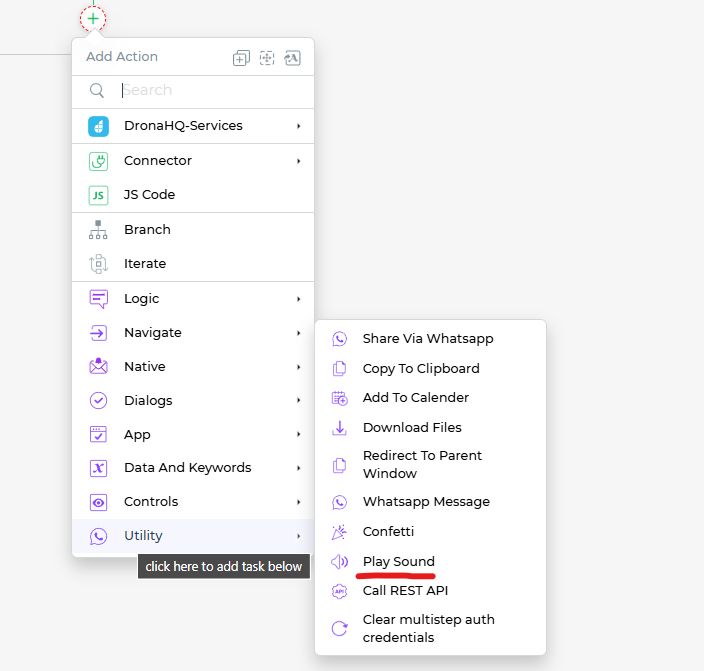 Add Action
Search
DronaHQ-Services
Connector
JS
JS Code
Branch
Iterate
Logic
Navigate
Native
Dialogs
App
Data And Keywords
Controls
Utility
click here to add task below
Share Via Whatsapp
Copy To Clipboard
Add To Calender
Download Files
Redirect To Parent
Window
Whatsapp Message
Confetti
Play Sound
API
Call REST API
Clear multistep auth
credentials